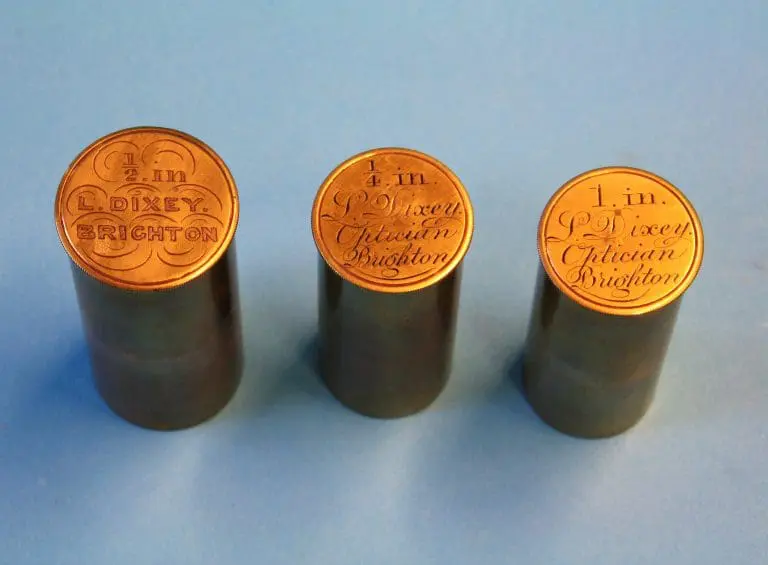 1/2.in
L. DIXEY.
BRIGHTON
1/4.in.
L. Dixey.
Optician
Brighton
1.in.
L. Dixey.
Optician
Brighton